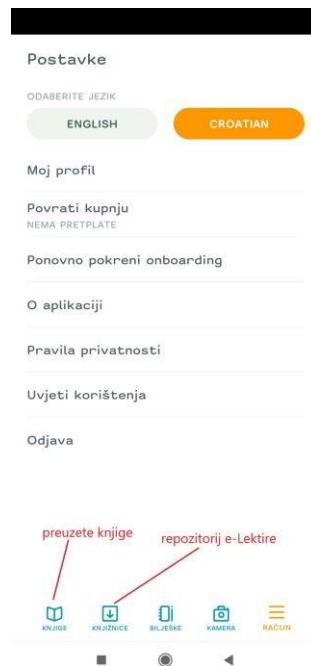 Postavke
ODABERITE JEZIK
ENGLISH
CROATIAN
Moj profil
Povrati kupnju
NEMA PRETPLATE
Ponovno pokreni onboarding
O aplikaciji
Pravila privatnosti
Uvjeti korištenja
Odjava
preuzete knjige
repozitorij e-Lektire
KNJIGE
KNJIŽNICE
BILJEŠKE
KAMERA
RAČUN